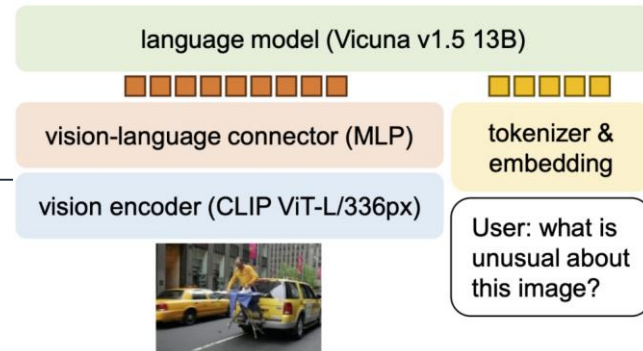 language model (Vicuna v1.5 13B)
vision-language connector (MLP)
tokenizer &
embedding
vision encoder (CLIP ViT-L/336px)
User: what is
unusual about
this image?